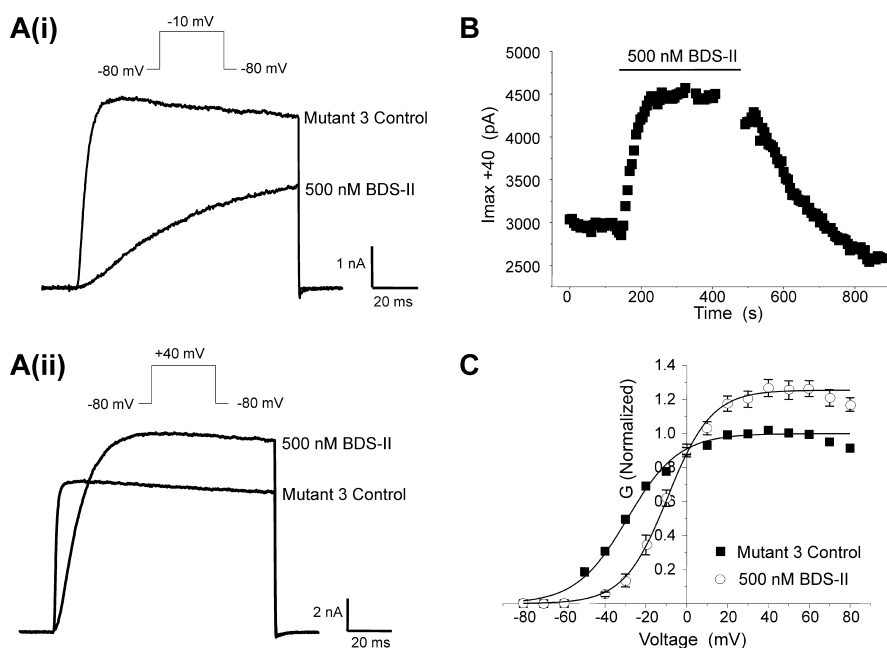 A(i)
-10 mV
-80 mV
-80 mV
Mutant 3 Control
500 nM BDS-II
1 nA
20 ms
A(ii)
+40 mV
-80 mV
-80 mV
500 nM BDS-II
Mutant 3 Control
2 nA
20 ms
B
500 nM BDS-II
5000
4500
4000
3500
3000
2500
Imax +40 (pA)
0 200 400 600 800
Time (s)
C
1.4
1.2
1.0
0.8
0.6
0.4
0.2
G (Normalized)
Mutant 3 Control
500 nM BDS-II
-80 -60 -40 -20 0 20 40 60 80
Voltage (mV)